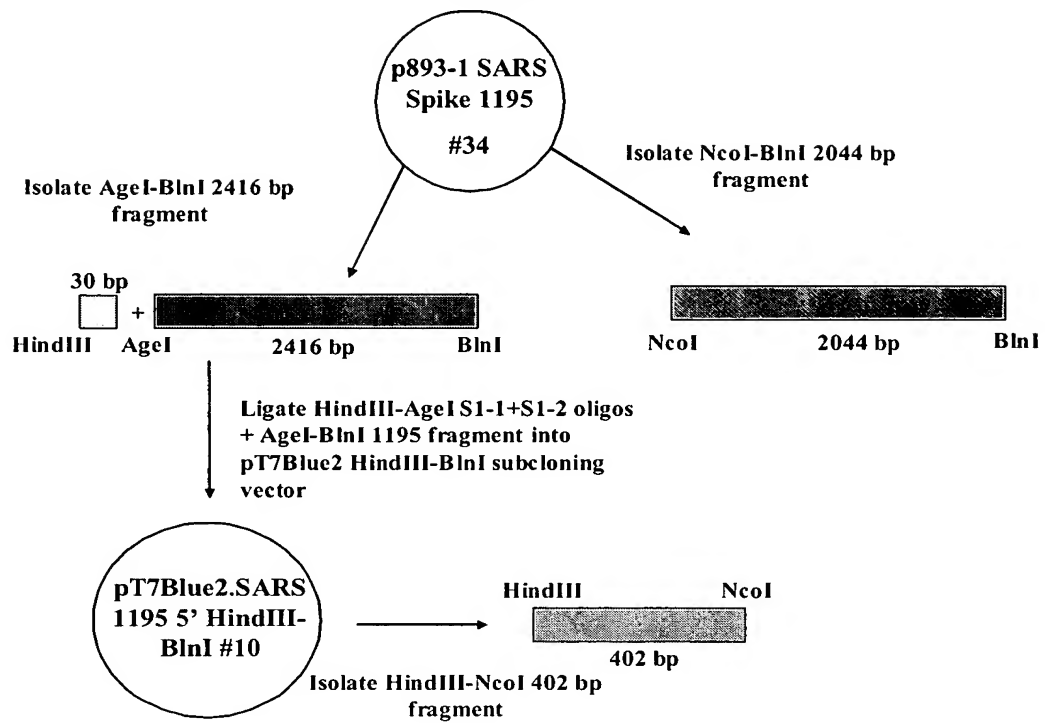 p893-1 SARS
Spike 1195
#34
Isolate AgeI-BlnI 2416 bp
fragment
Isolate NcoI-BlnI 2044 bp
fragment
30 bp
+
HindIII
AgeI
2416 bp
BlnI
NcoI
2044 bp
BlnI
Ligate HindIII-AgeI S1-1+S1-2 oligos
+ AgeI-BlnI 1195 fragment into
pT7Blue2 HindIII-BlnI subcloning
vector
pT7Blue2.SARS
1195 5’ HindIII-
BlnI #10
HindIII
NcoI
402 bp
Isolate HindIII-NcoI 402 bp
fragment